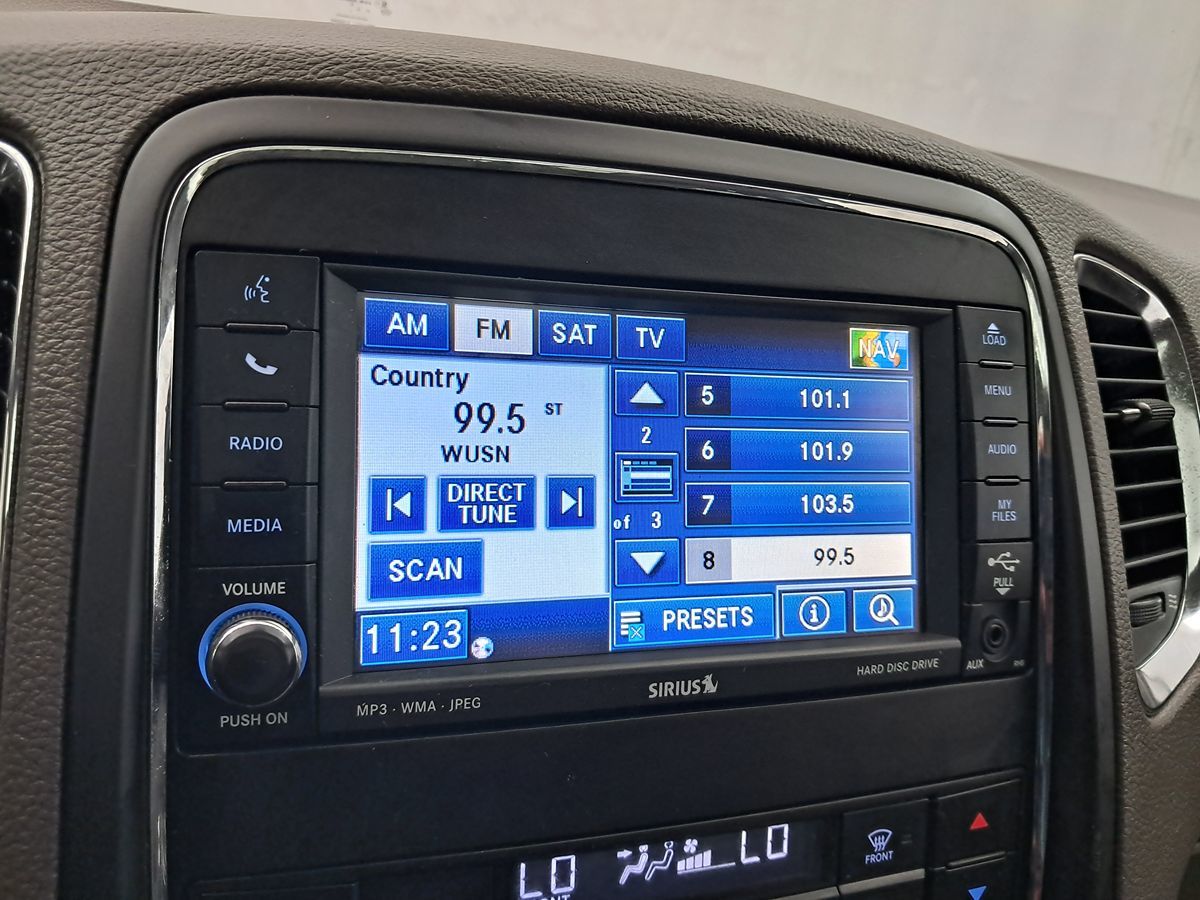 AM FM SAT TV NAV
Country
99.5 ST
WUSN
DIRECT
TUNE
SCAN
11:23
2
of 3
5 101.1
6 101.9
7 103.5
8 99.5
PRESETS
RADIO
MEDIA
VOLUME
PUSH ON
LOAD
MENU
AUDIO
MY
FILES
PULL
AUX
MP3 · WMA · JPEG
SIRIUS
HARD DISC DRIVE
LO LO
FRONT